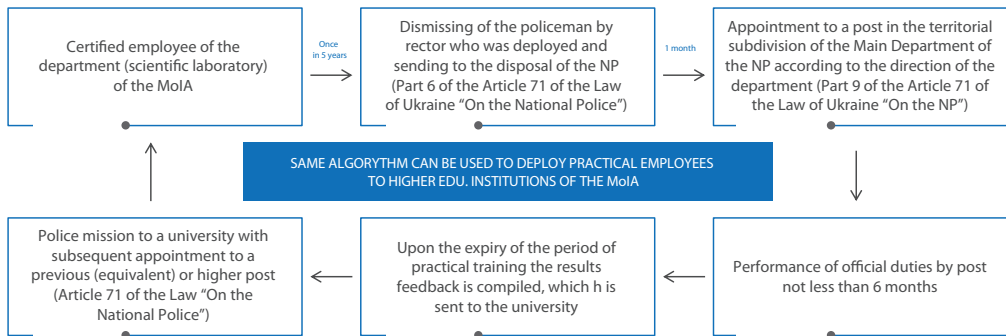 Certified employee of the
department (scientific laboratory)
of the MoIA
Once
in 5 years
Dismissing of the policeman by
rector who was deployed and
sending to the disposal of the NP
(Part 6 of the Article 71 of the Law
of Ukraine “On the National Police”)
1 month
Appointment to a post in the territorial
subdivision of the Main Department of
the NP according to the direction of the
department (Part 9 of the Article 71 of
the Law of Ukraine “On the NP”)
SAME ALGORYTHM CAN BE USED TO DEPLOY PRACTICAL EMPLOYEES
TO HIGHER EDU. INSTITUTIONS OF THE MoIA
Police mission to a university with
subsequent appointment to a
previous (equivalent) or higher post
(Article 71 of the Law “On the
National Police”)
Upon the expiry of the period of
practical training the results
feedback is compiled, which h is
sent to the university
Performance of official duties by post
not less than 6 months